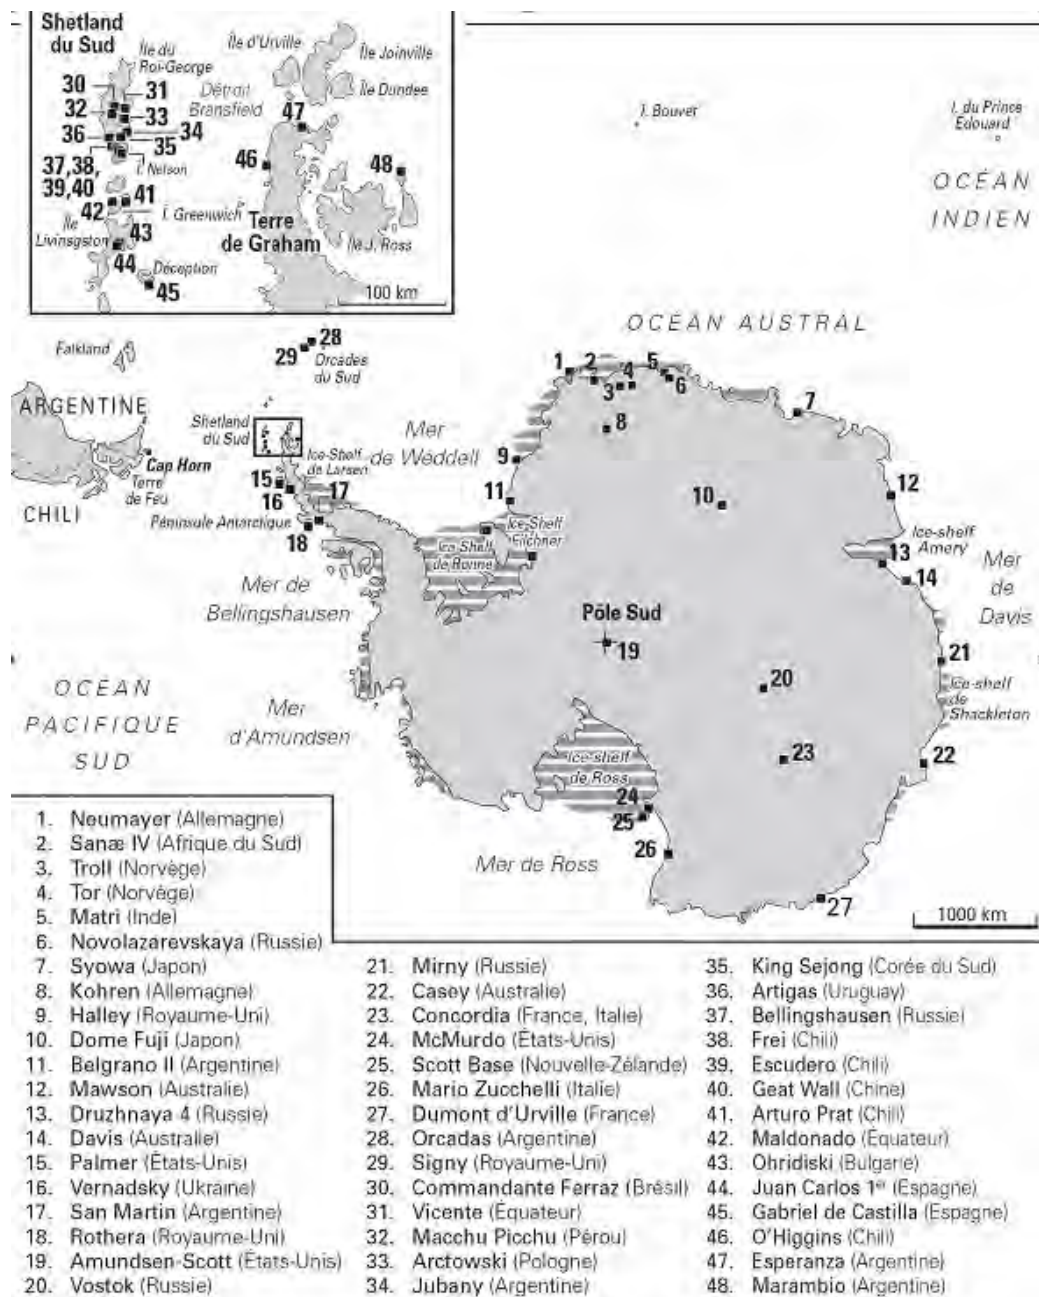 Shetland
du Sud
Île du
Roi-George
Détroit
Bransfield
Île d'Urville
Île Joinville
Île Dundee
30
31
32
33
34
35
36
37,38,
39,40
Î. Nelson
41
42
Î. Greenwich
Île
Livinsgston
43
44
Déception
45
46
47
48
Terre
de Graham
Île J. Ross
100 km
I. Bouvet
I. du Prince
Edouard
OCÉAN
INDIEN
OCÉAN AUSTRAL
Falkland
28
29
Orcades
du Sud
ARGENTINE
Shetland
du Sud
Cap Horn
Terre
de Feu
CHILI
Mer
de Weddell
Ice-Shelf
de Larsen
15
16
17
18
Péninsule Antarctique
Ice-Shelf
de Ronne
Ice-Shelf
Filchner
Mer de
Bellingshausen
1
2
3
4
5
6
7
8
9
10
11
12
Ice-shelf
Amery
13
14
Mer
de
Davis
Pôle Sud
19
20
21
Ice-shelf
de
Shackleton
22
23
OCÉAN
PACIFIQUE
SUD
Mer
d'Amundsen
Ice-shelf
de Ross
24
25
26
27
Mer de Ross
1000 km
1. Neumayer (Allemagne)
2. Sanæ IV (Afrique du Sud)
3. Troll (Norvège)
4. Tor (Norvège)
5. Matri (Inde)
6. Novolazarevskaya (Russie)
7. Syowa (Japon)
8. Kohren (Allemagne)
9. Halley (Royaume-Uni)
10. Dome Fuji (Japon)
11. Belgrano II (Argentine)
12. Mawson (Australie)
13. Druzhnaya 4 (Russie)
14. Davis (Australie)
15. Palmer (États-Unis)
16. Vernadsky (Ukraine)
17. San Martin (Argentine)
18. Rothera (Royaume-Uni)
19. Amundsen-Scott (États-Unis)
20. Vostok (Russie)
21. Mirny (Russie)
22. Casey (Australie)
23. Concordia (France, Italie)
24. McMurdo (États-Unis)
25. Scott Base (Nouvelle-Zélande)
26. Mario Zucchelli (Italie)
27. Dumont d'Urville (France)
28. Orcadas (Argentine)
29. Signy (Royaume-Uni)
30. Commandante Ferraz (Brésil)
31. Vicente (Équateur)
32. Macchu Picchu (Pérou)
33. Arctowski (Pologne)
34. Jubany (Argentine)
35. King Sejong (Corée du Sud)
36. Artigas (Uruguay)
37. Bellingshausen (Russie)
38. Frei (Chili)
39. Escudero (Chili)
40. Geat Wall (Chine)
41. Arturo Prat (Chili)
42. Maldonado (Équateur)
43. Ohridiski (Bulgarie)
44. Juan Carlos 1er (Espagne)
45. Gabriel de Castilla (Espagne)
46. O'Higgins (Chili)
47. Esperanza (Argentine)
48. Marambio (Argentine)